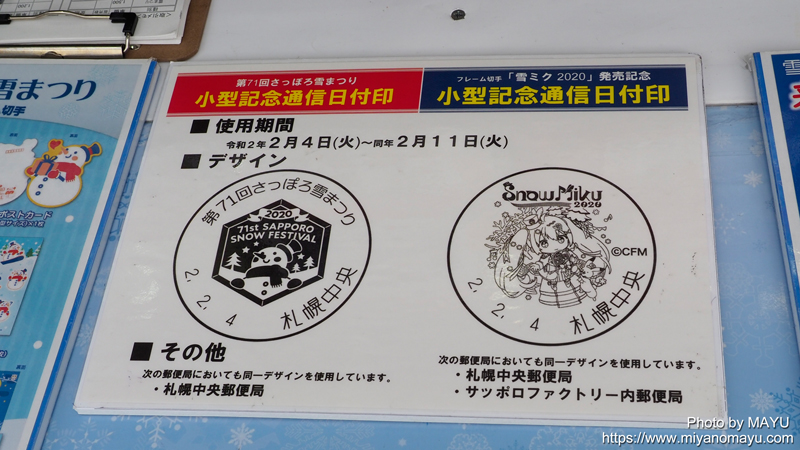 雪まつり
切手
ポストカード
第71回さっぽろ雪まつり
小型記念通信日付印
フレーム切手「雪ミク2020」発売記念
小型記念通信日付印
■ 使用期間
令和2年2月4日(火)～同年2月11日(火)
■ デザイン
第71回さっぽろ雪まつり
2020
71st SAPPORO
SNOW FESTIVAL
2.2.4
札幌中央
SnowMiku
2020
©CFM
2.2.4
札幌中央
■ その他
次の郵便局においても同一デザインを使用しています。
・札幌中央郵便局
次の郵便局においても同一デザインを使用しています。
・札幌中央郵便局
・サッポロファクトリー内郵便局
Photo by MAYU
https://www.miyanomayu.com/